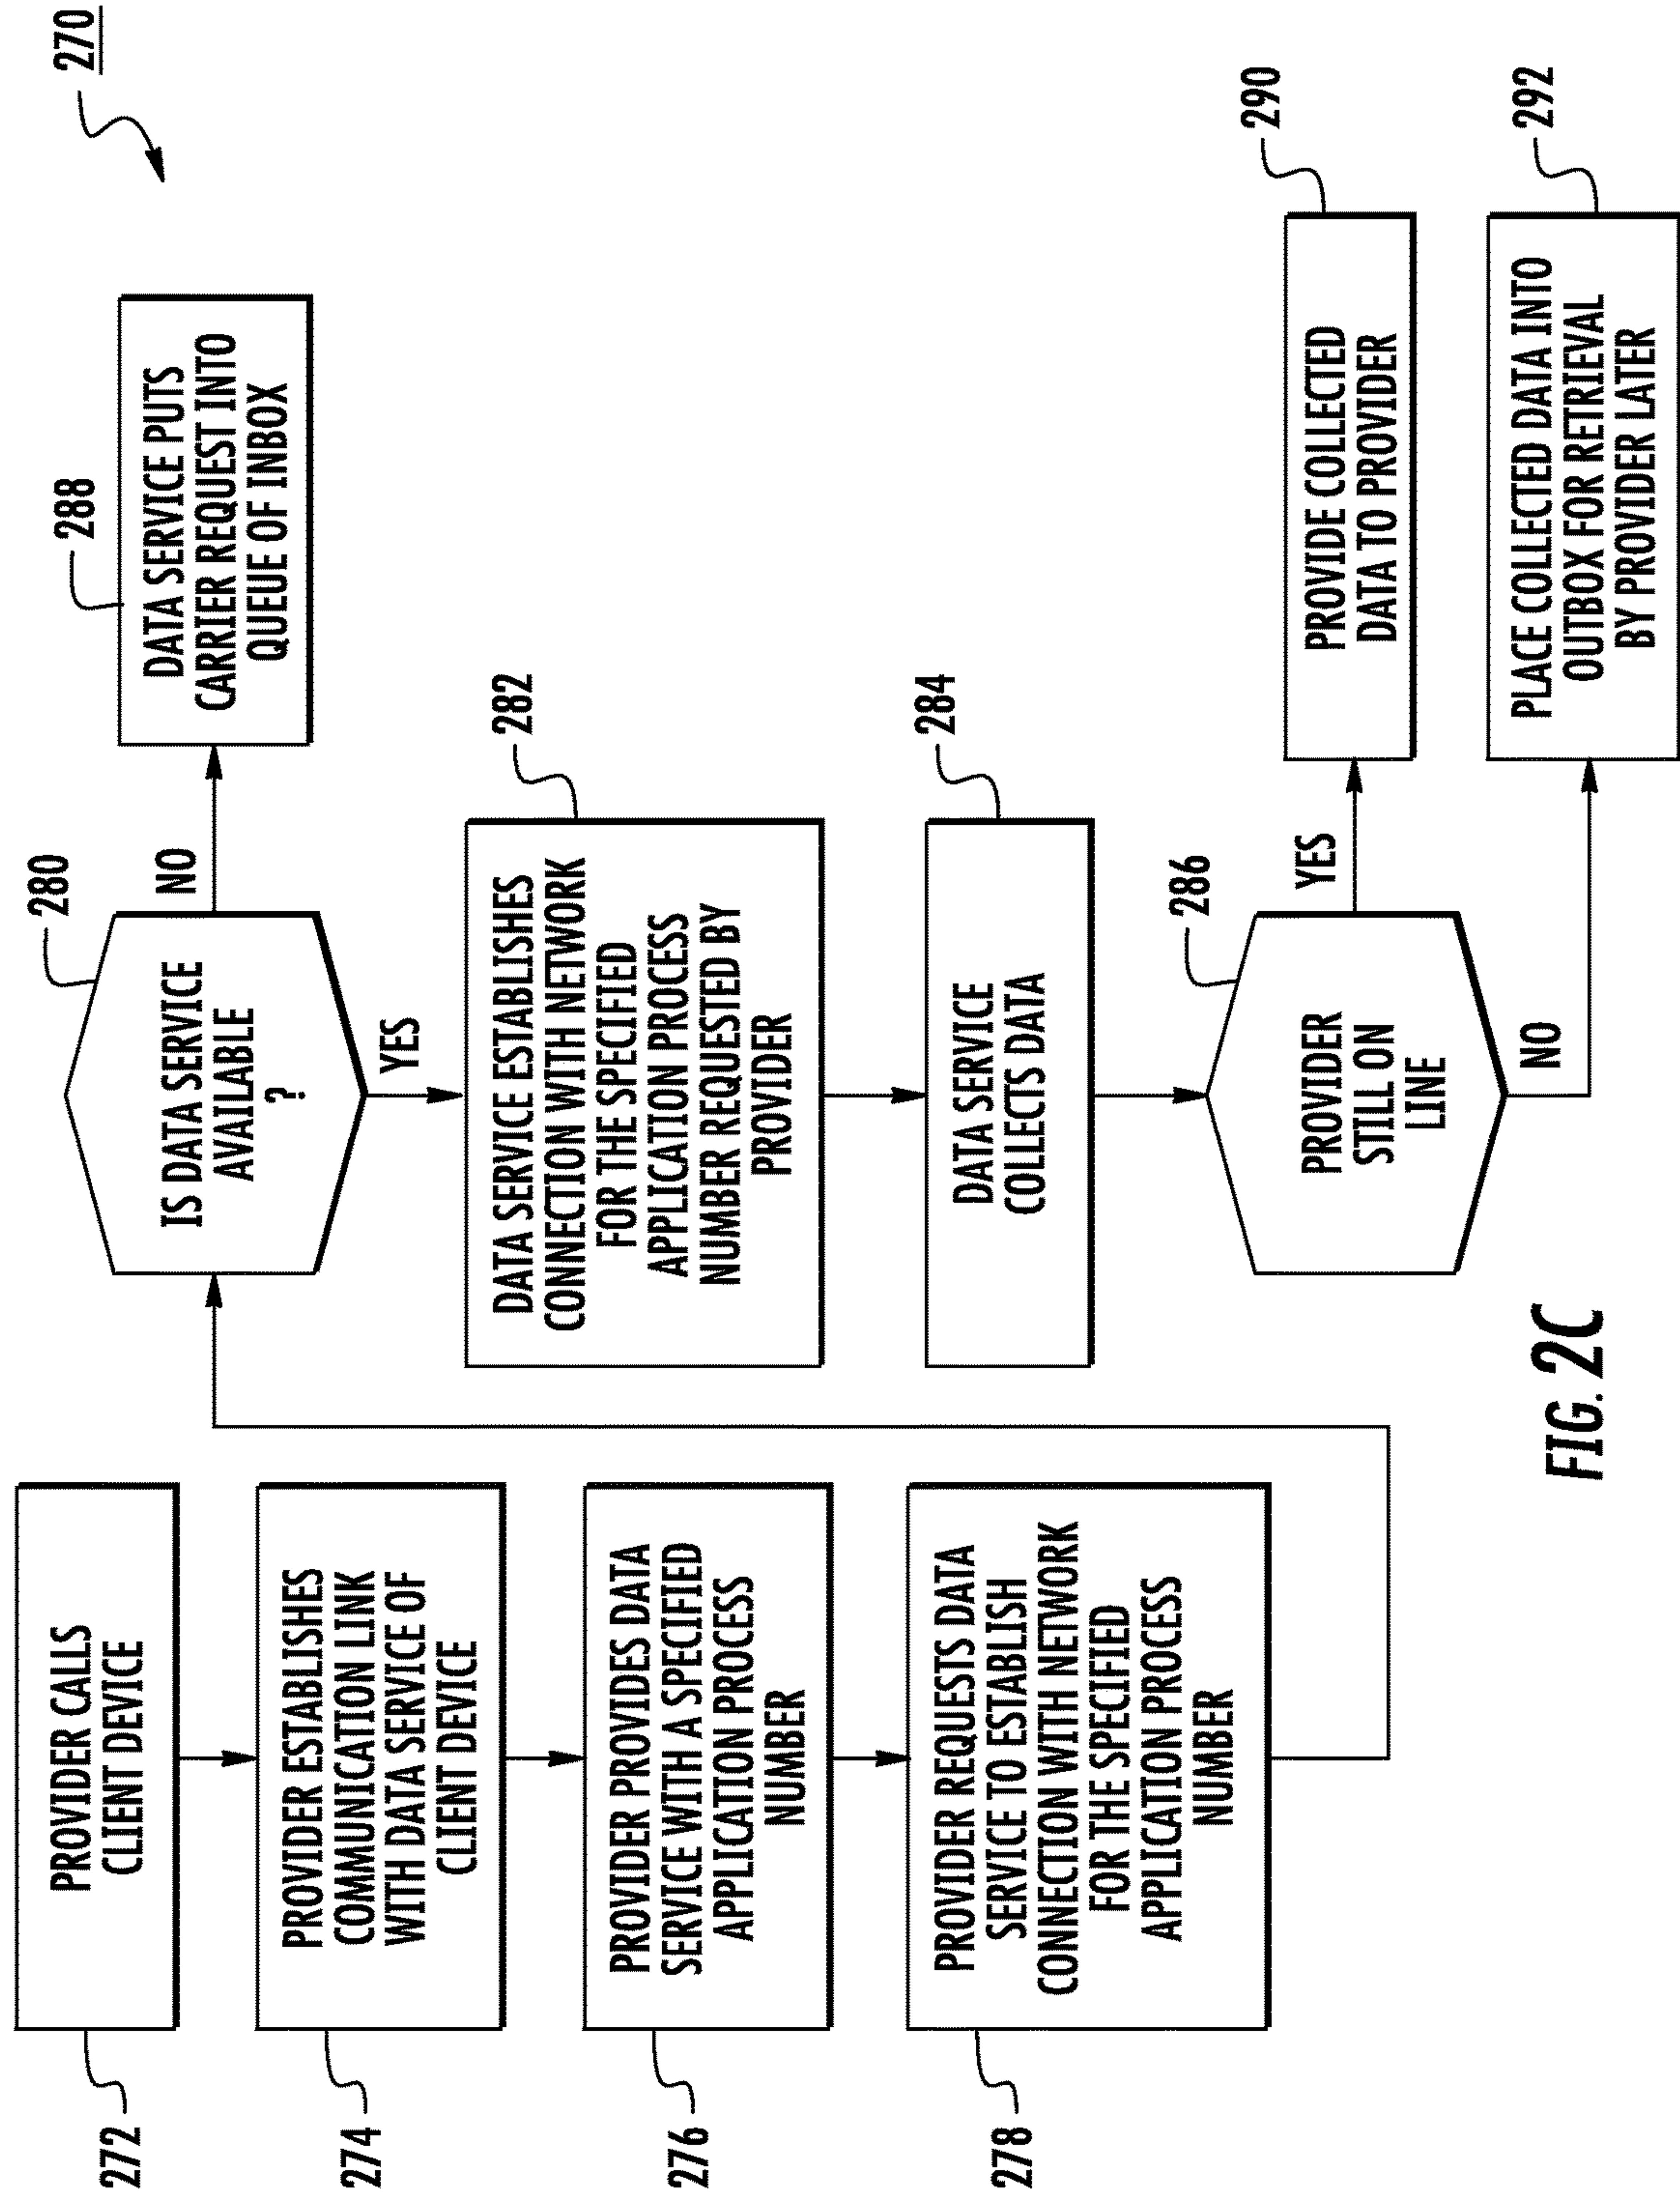 270
272
PROVIDER CALLS
CLIENT DEVICE
274
PROVIDER ESTABLISHES
COMMUNICATION LINK
WITH DATA SERVICE OF
CLIENT DEVICE
276
PROVIDER PROVIDES DATA
SERVICE WITH A SPECIFIED
APPLICATION PROCESS
NUMBER
278
PROVIDER REQUESTS DATA
SERVICE TO ESTABLISH
CONNECTION WITH NETWORK
FOR THE SPECIFIED
APPLICATION PROCESS
NUMBER
280
IS DATA SERVICE
AVAILABLE
?
NO
288
DATA SERVICE PUTS
CARRIER REQUEST INTO
QUEUE OF INBOX
YES
282
DATA SERVICE ESTABLISHES
CONNECTION WITH NETWORK
FOR THE SPECIFIED
APPLICATION PROCESS
NUMBER REQUESTED BY
PROVIDER
284
DATA SERVICE
COLLECTS DATA
286
PROVIDER
STILL ON
LINE
YES
290
PROVIDE COLLECTED
DATA TO PROVIDER
NO
292
PLACE COLLECTED DATA INTO
OUTBOX FOR RETRIEVAL
BY PROVIDER LATER
FIG. 2C